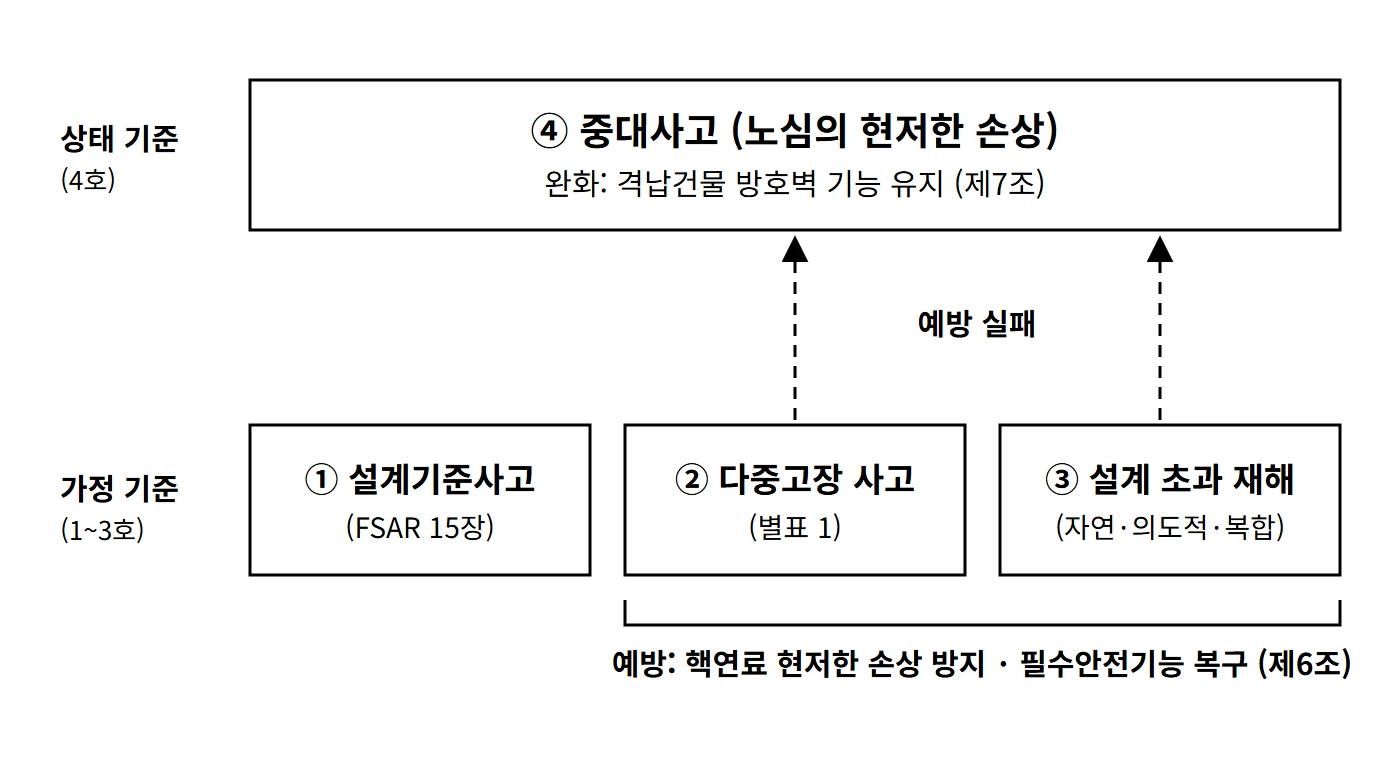 상태 기준
(4호)
④ 중대사고 (노심의 현저한 손상)
완화: 격납건물 방호벽 기능 유지 (제7조)
예방 실패
가정 기준
(1~3호)
① 설계기준사고
(FSAR 15장)
② 다중고장 사고
(별표 1)
③ 설계 초과 재해
(자연·의도적·복합)
예방: 핵연료 현저한 손상 방지 · 필수안전기능 복구 (제6조)